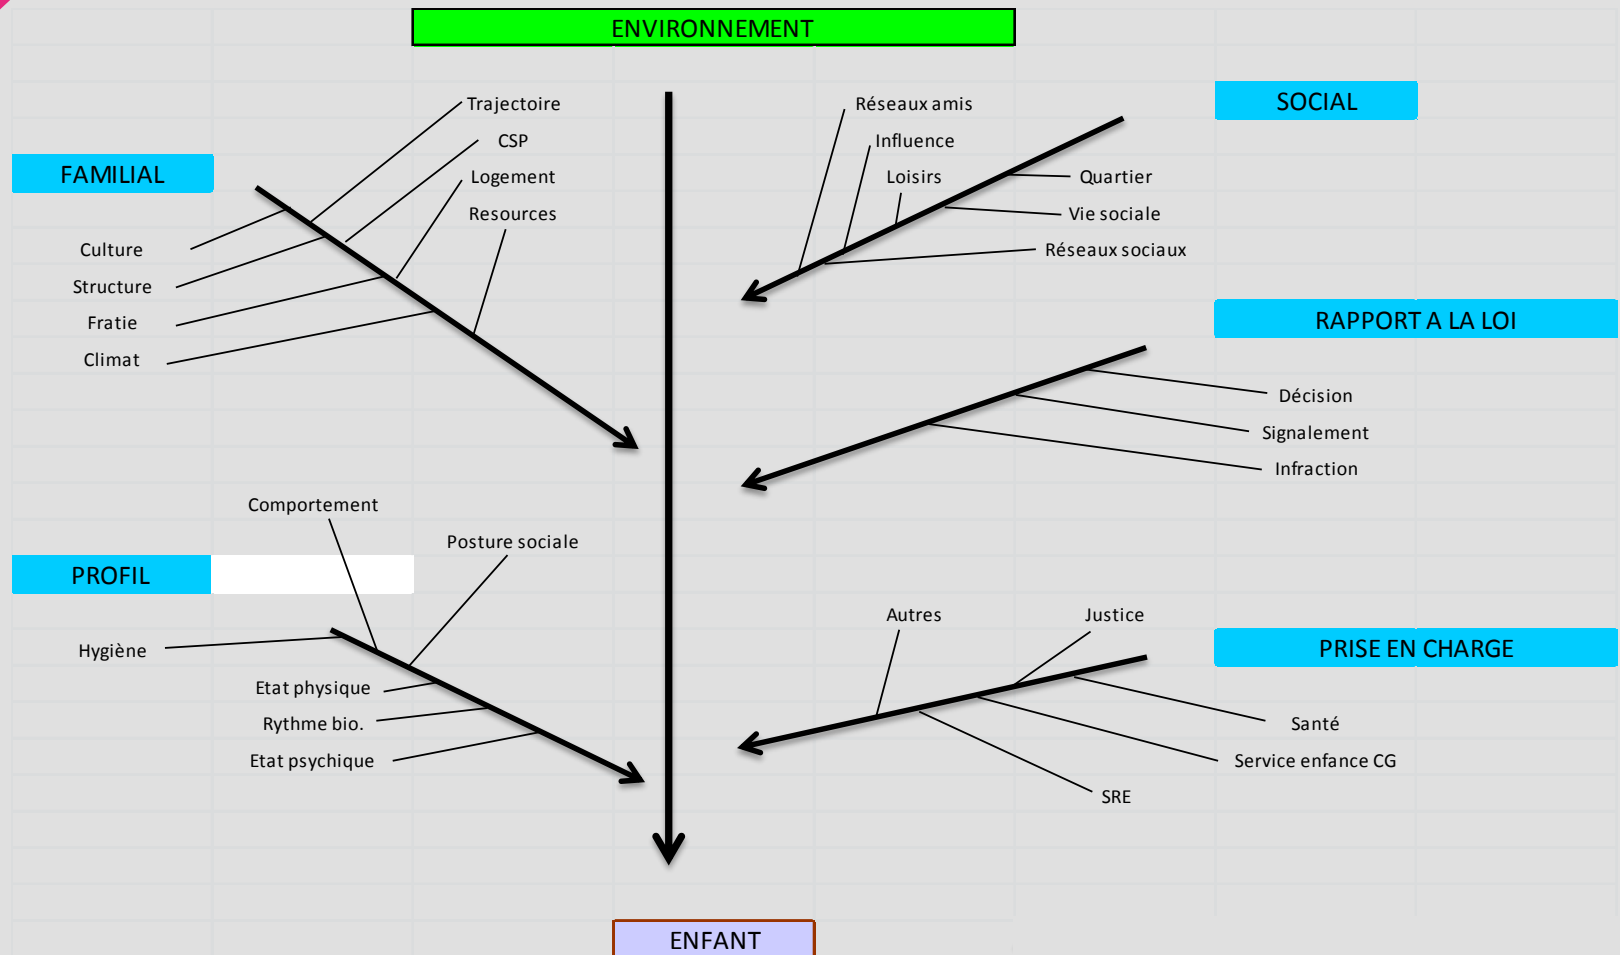 ENVIRONNEMENT
SOCIAL
Trajectoire
Réseaux amis
CSP
Influence
FAMILIAL
Logement
Loisirs
Quartier
Resources
Vie sociale
Culture
Réseaux sociaux
Structure
Fratie
RAPPORT A LA LOI
Climat
Décision
Signalement
Infraction
Comportement
Posture sociale
PROFIL
Autres
Justice
Hygiène
PRISE EN CHARGE
Etat physique
Rythme bio.
Santé
Etat psychique
Service enfance CG
SRE
ENFANT